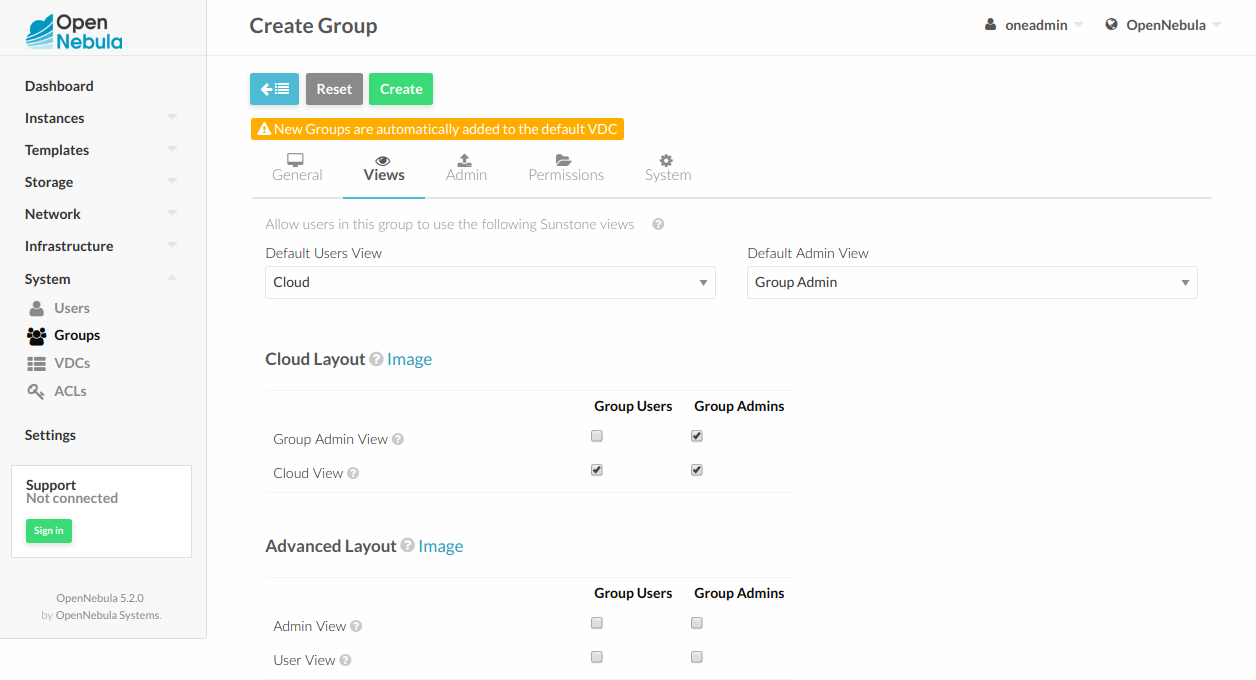 Open
Nebula
Create Group
oneadmin
OpenNebula
Dashboard
Instances
Templates
Storage
Network
Infrastructure
System
Users
Groups
VDCs
ACLs
Settings
Support
Not connected
Sign in
OpenNebula 5.2.0
by OpenNebula Systems.
Reset
Create
New Groups are automatically added to the default VDC
General
Views
Admin
Permissions
System
Allow users in this group to use the following Sunstone views
Default Users View
Default Admin View
Cloud
Group Admin
Cloud Layout Image
Group Users Group Admins
Group Admin View
Cloud View
Advanced Layout Image
Group Users Group Admins
Admin View
User View